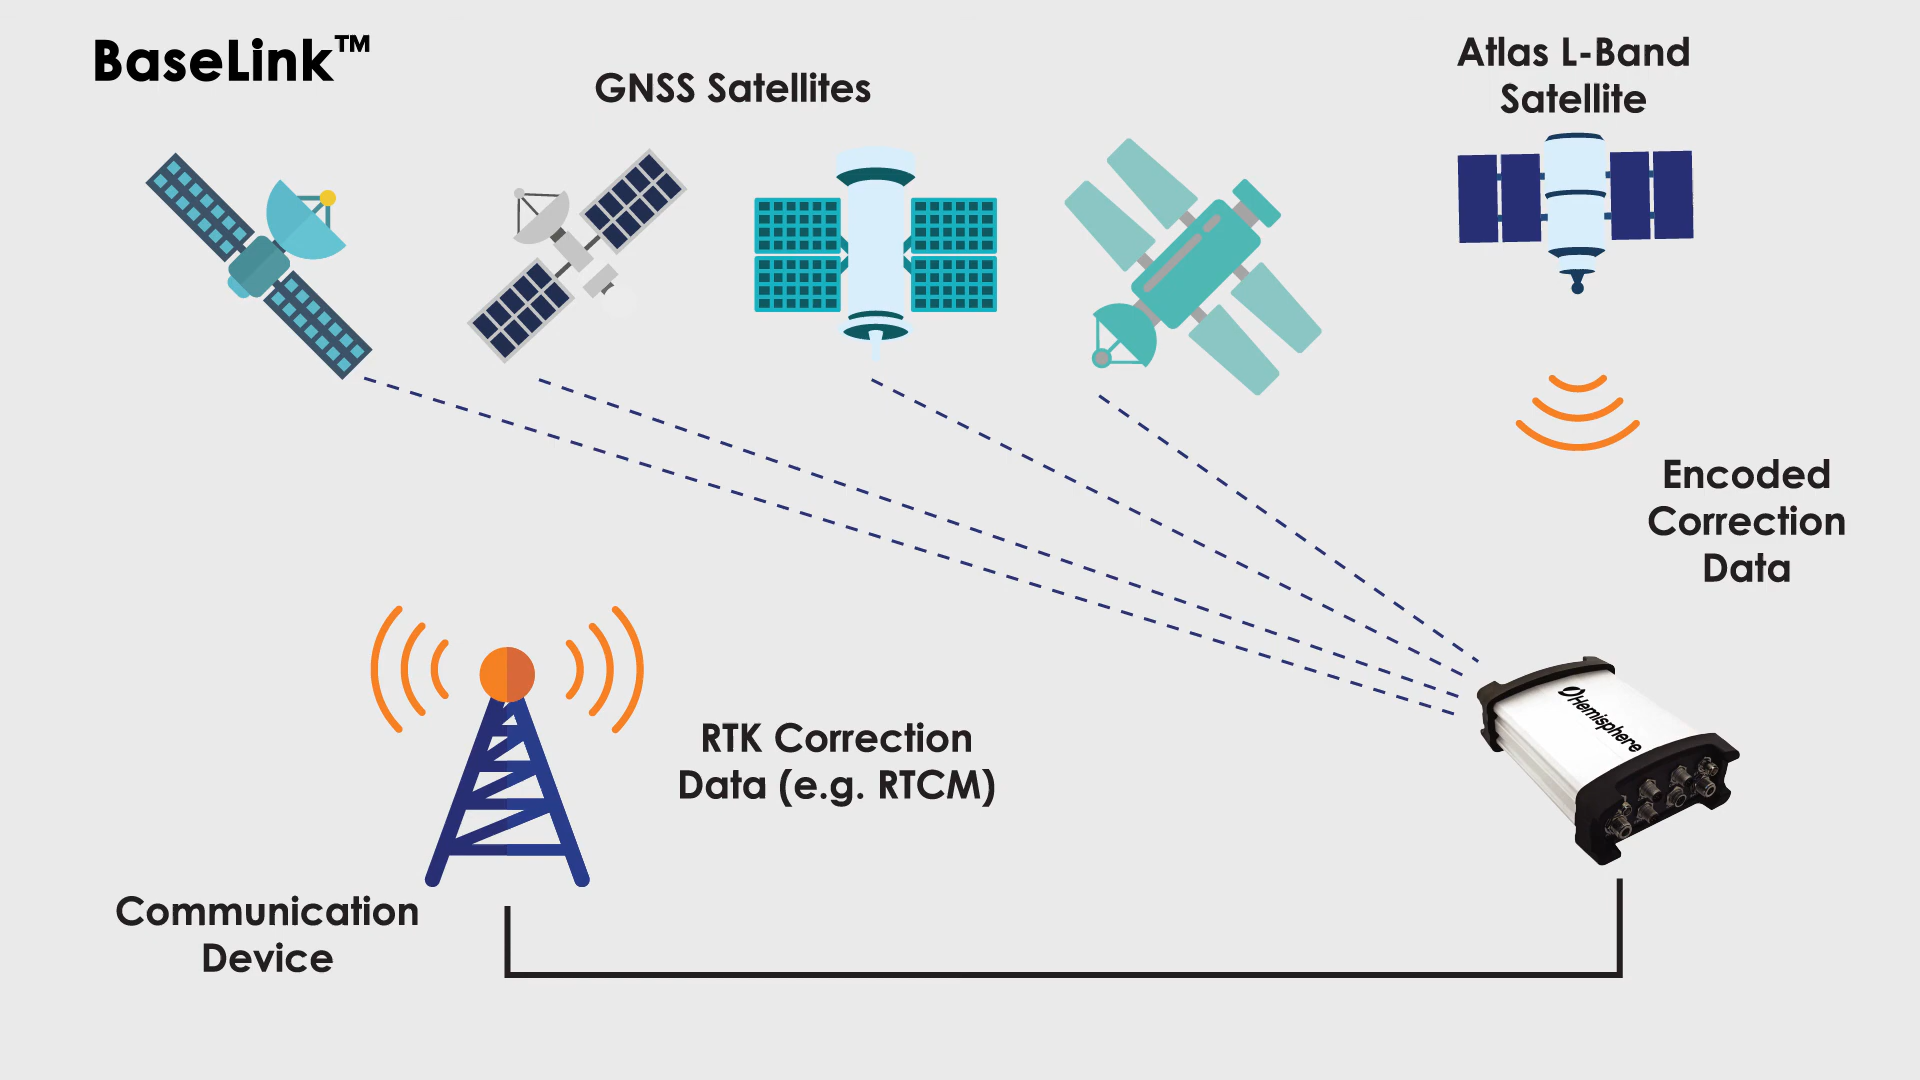 BaseLink™
GNSS Satellites
Atlas L-Band
Satellite
Encoded
Correction
Data
Hemisphere
RTK Correction
Data (e.g. RTCM)
Communication
Device